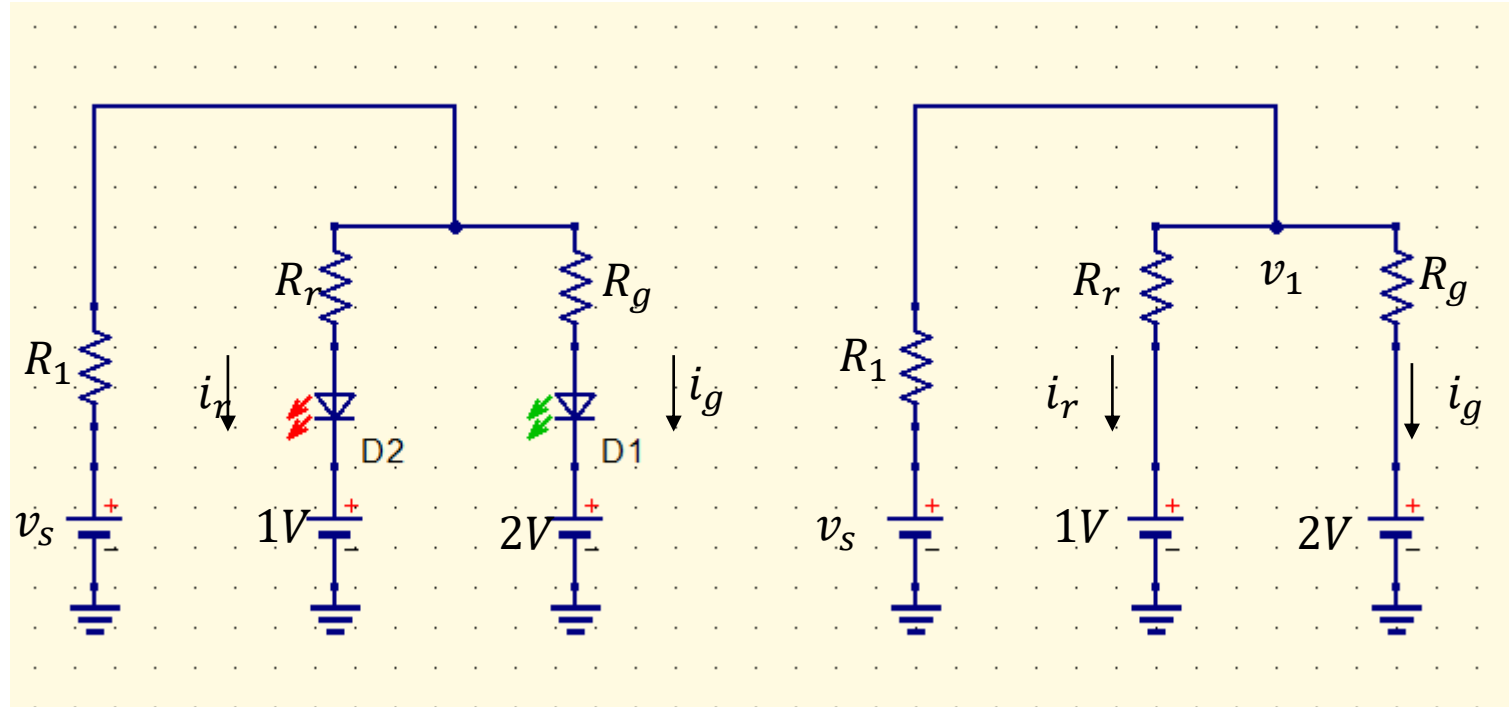 R_r
R_g
R_1
i_r
i_g
D2
D1
+
+
+
v_s
1V
2V
−
−
−
v_1
R_r
R_g
R_1
i_r
i_g
+
+
+
v_s
1V
2V
−
−
−